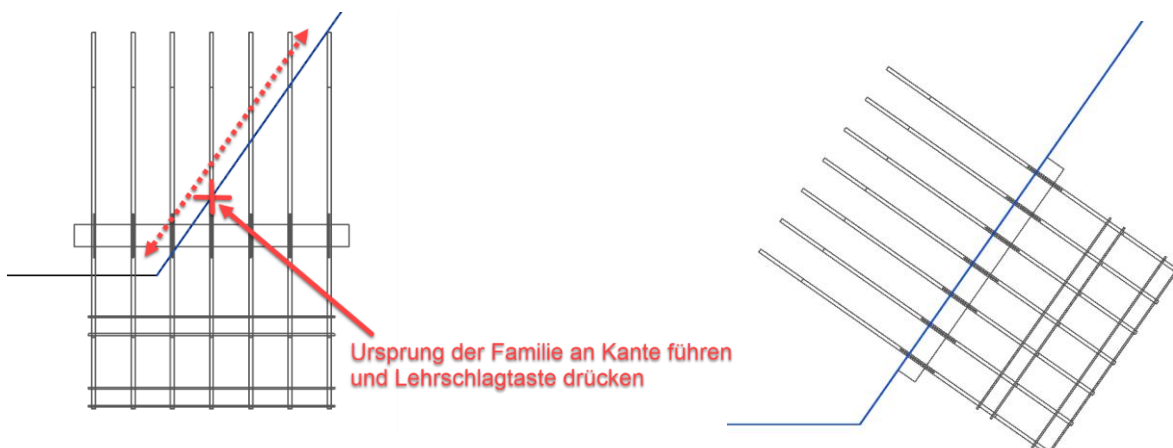 Ursprung der Familie an Kante führen
und Lehrschlagtaste drücken